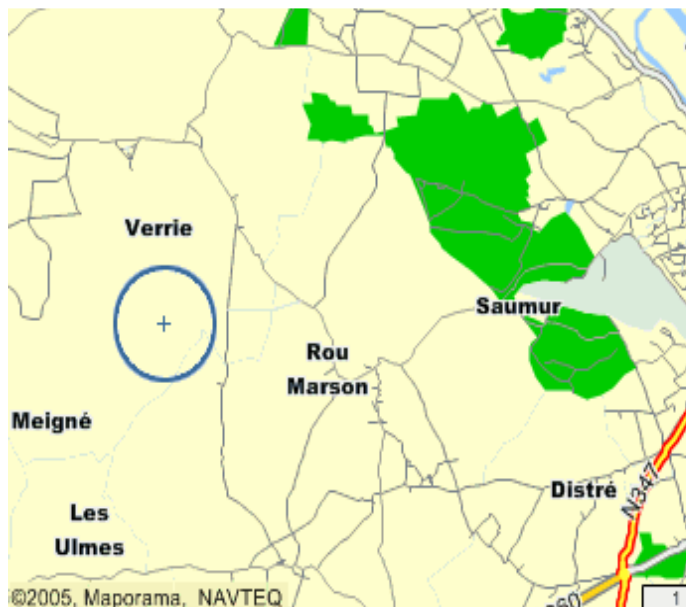 Verrie
Saumur
Rou
Marson
Meigné
Distré
N347
Les
Ulmes
©2005, Maporama, NAVTEQ
1